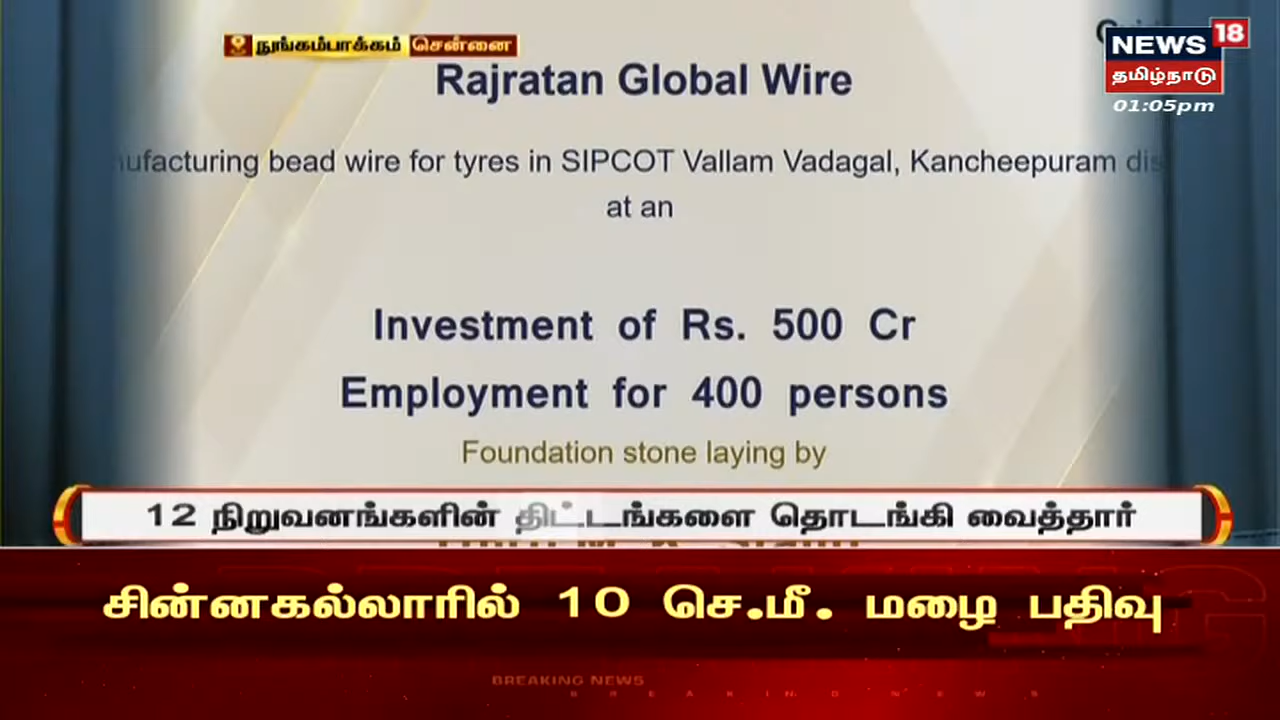 நுங்கம்பாக்கம் சென்னை
NEWS 18
தமிழ்நாடு
01:05pm
Rajratan Global Wire
bead wire for tyres in SIPCOT Vallam Vadagal, Kancheepuram
at an
Investment of Rs. 500 Cr
Employment for 400 persons
Foundation stone laying by
12 நிறுவனங்களின் திட்டங்களை தொடங்கி வைத்தார்
சின்னகல்லாரில் 10 செ.மீ. மழை பதிவு
BREAKING NEWS
BREAKING NEWS